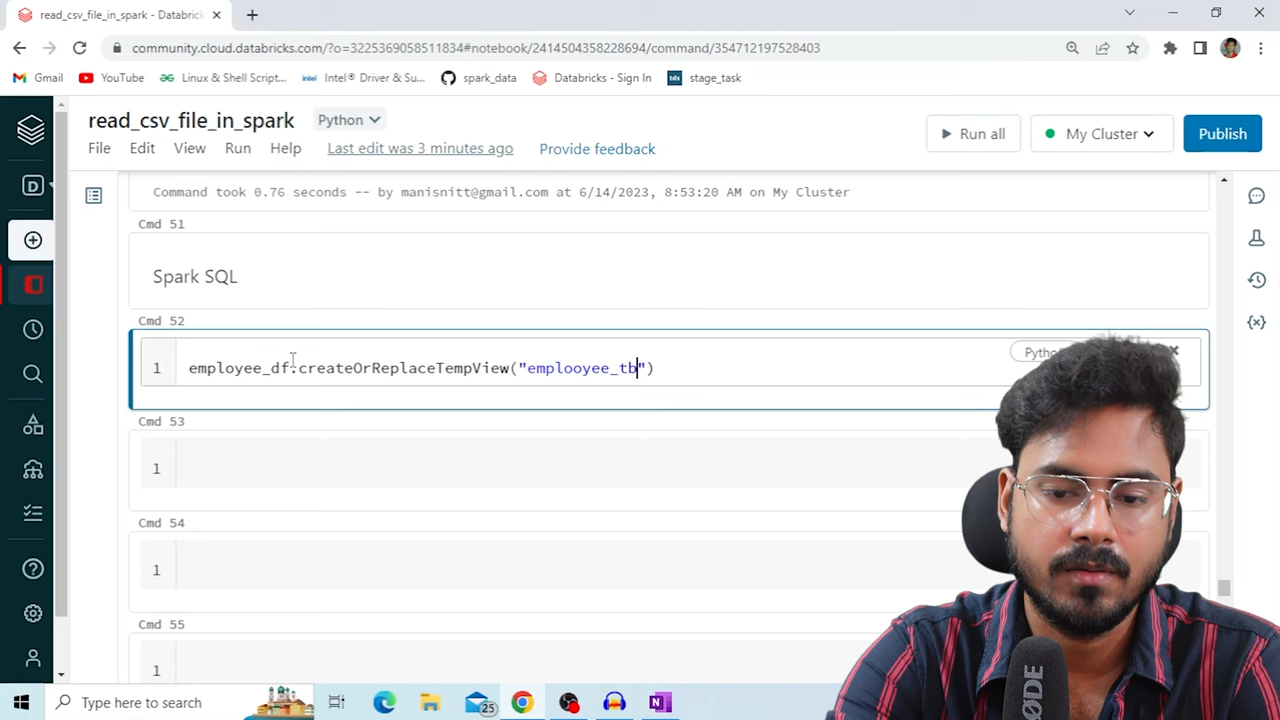 read_csv_file_in_spark - Databric
community.cloud.databricks.com/?o=3225369058511834#notebook/2414504358228694/command/354712197528403
Gmail YouTube Linux & Shell Script... Intel® Driver & Su... spark_data Databricks - Sign In stage_task
read_csv_file_in_spark Python
Run all My Cluster Publish
File Edit View Run Help Last edit was 3 minutes ago Provide feedback
D
Command took 0.76 seconds -- by manisnitt@gmail.com at 6/14/2023, 8:53:20 AM on My Cluster
Cmd 51
Spark SQL
Cmd 52
1 employee_df.createOrReplaceTempView("emplooyee_tb")
Cmd 53
1
Cmd 54
1
Cmd 55
1
Type here to search
25